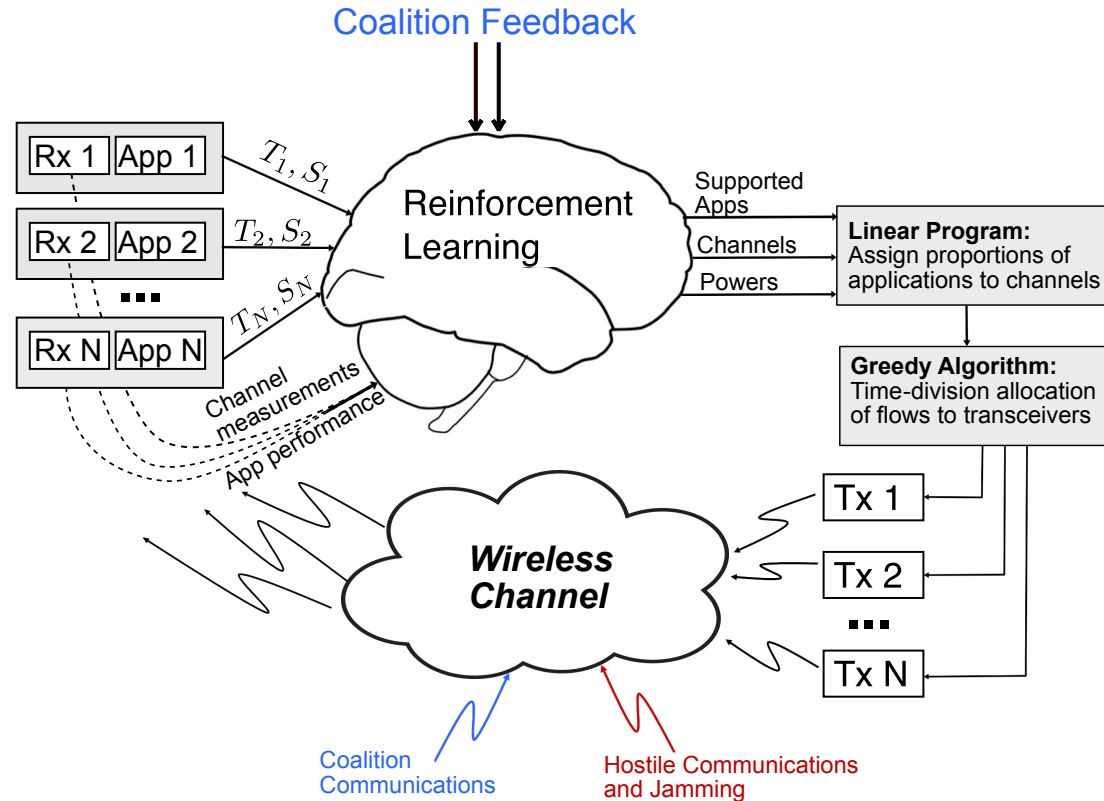 Coalition Feedback
Rx 1 App 1
Rx 2 App 2
Rx N App N
T₁, S₁
T₂, S₂
T_N, S_N
Reinforcement
Learning
Channel
measurements
App performance
Supported
Apps
Channels
Powers
Linear Program:
Assign proportions of
applications to channels
Greedy Algorithm:
Time-division allocation
of flows to transceivers
Tx 1
Tx 2
Tx N
Wireless
Channel
Coalition
Communications
Hostile Communications
and Jamming